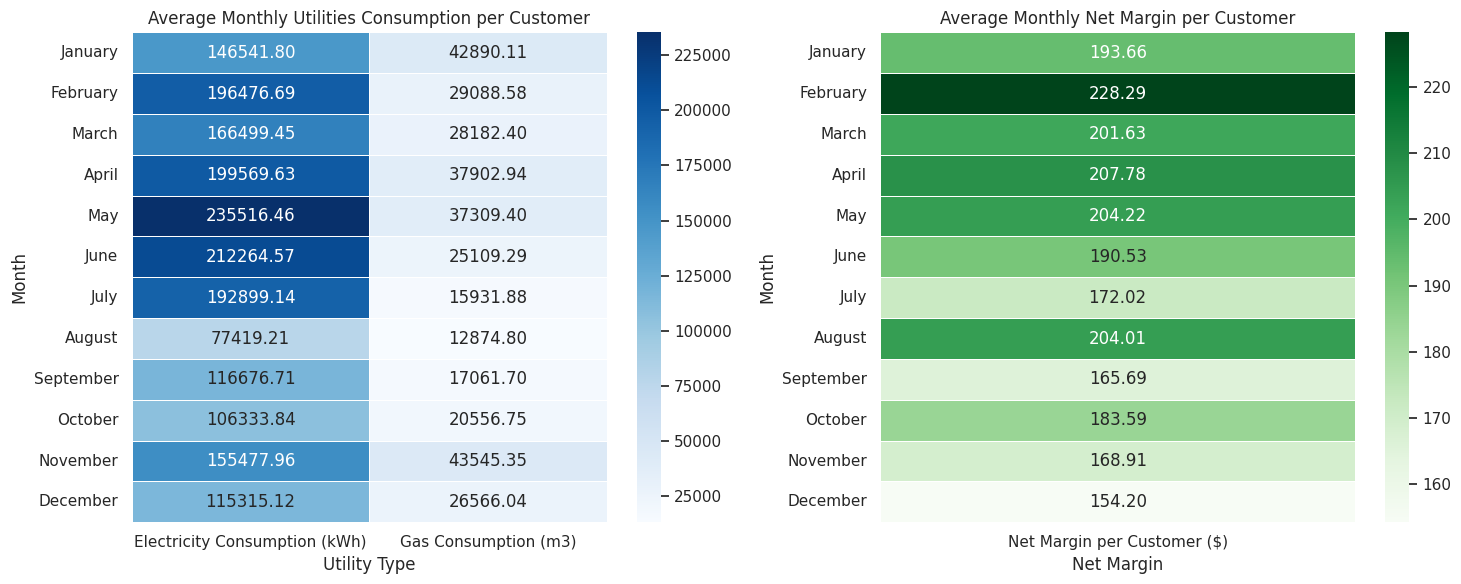 Average Monthly Utilities Consumption per Customer
Month
January 146541.80 42890.11
February 196476.69 29088.58
March 166499.45 28182.40
April 199569.63 37902.94
May 235516.46 37309.40
June 212264.57 25109.29
July 192899.14 15931.88
August 77419.21 12874.80
September 116676.71 17061.70
October 106333.84 20556.75
November 155477.96 43545.35
December 115315.12 26566.04
Electricity Consumption (kWh) Gas Consumption (m3)
Utility Type
225000
200000
175000
150000
125000
100000
75000
50000
25000
Average Monthly Net Margin per Customer
Month
January 193.66
February 228.29
March 201.63
April 207.78
May 204.22
June 190.53
July 172.02
August 204.01
September 165.69
October 183.59
November 168.91
December 154.20
Net Margin per Customer ($)
Net Margin
220
210
200
190
180
170
160